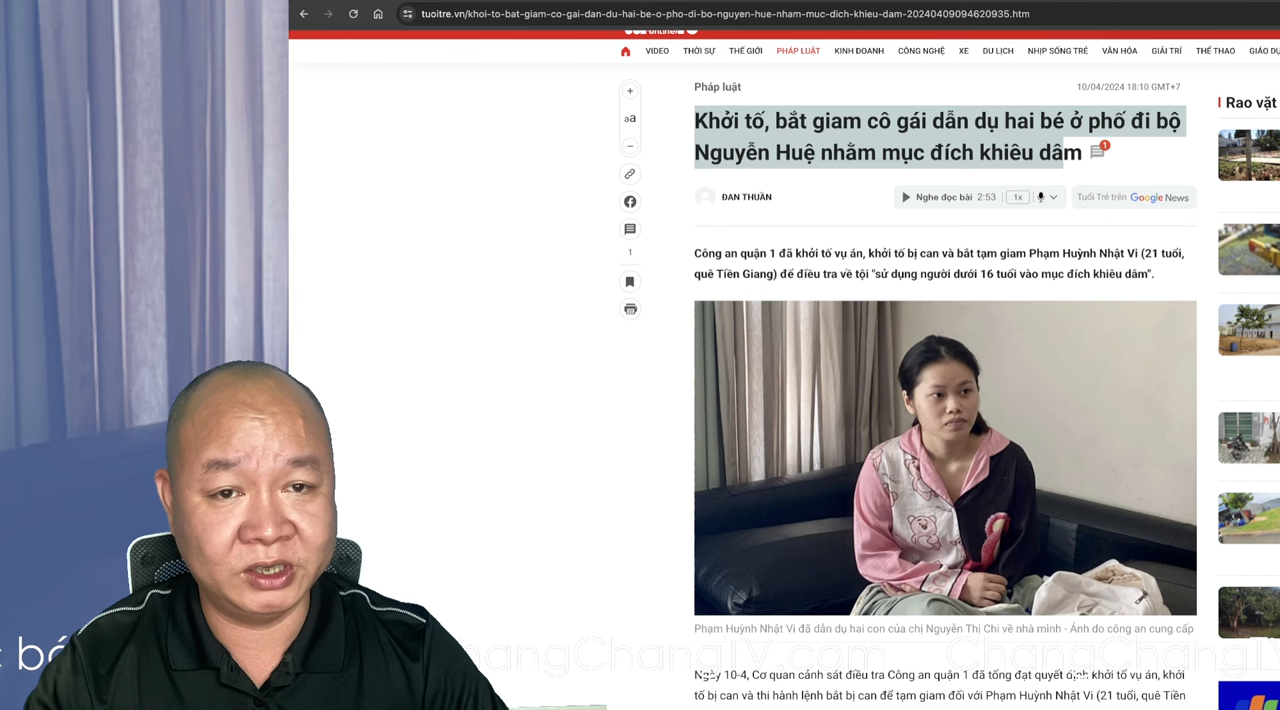 tuoitre.vn/khoi-to-bat-giam-co-gai-dan-du-hai-be-o-pho-di-bo-nguyen-hue-nham-muc-dich-khieu-dam-20240409094620935.htm
VIDEO THỜI SỰ THẾ GIỚI PHÁP LUẬT KINH DOANH CÔNG NGHỆ XE DU LỊCH NHỊP SỐNG TRẺ VĂN HÓA GIẢI TRÍ THỂ THAO GIÁO DỤ
Pháp luật
10/04/2024 18:10 GMT+7
Rao vặt
+
aa
−
Khởi tố, bắt giam cô gái dẫn dụ hai bé ở phố đi bộ
Nguyễn Huệ nhằm mục đích khiêu dâm
1
ĐAN THUẦN
Nghe đọc bài 2:53 1x
Tuổi Trẻ trên Google News
1
Công an quận 1 đã khởi tố vụ án, khởi tố bị can và bắt tạm giam Phạm Huỳnh Nhật Vi (21 tuổi,
quê Tiền Giang) để điều tra về tội "sử dụng người dưới 16 tuổi vào mục đích khiêu dâm".
Phạm Huỳnh Nhật Vi đã dẫn dụ hai con của chị Nguyễn Thị Chi về nhà mình - Ảnh do công an cung cấp
ChangChangTV.com
Ngày 10-4, Cơ quan cảnh sát điều tra Công an quận 1 đã tống đạt quyết định khởi tố vụ án, khởi
tố bị can và thi hành lệnh bắt bị can để tạm giam đối với Phạm Huỳnh Nhật Vi (21 tuổi, quê Tiền